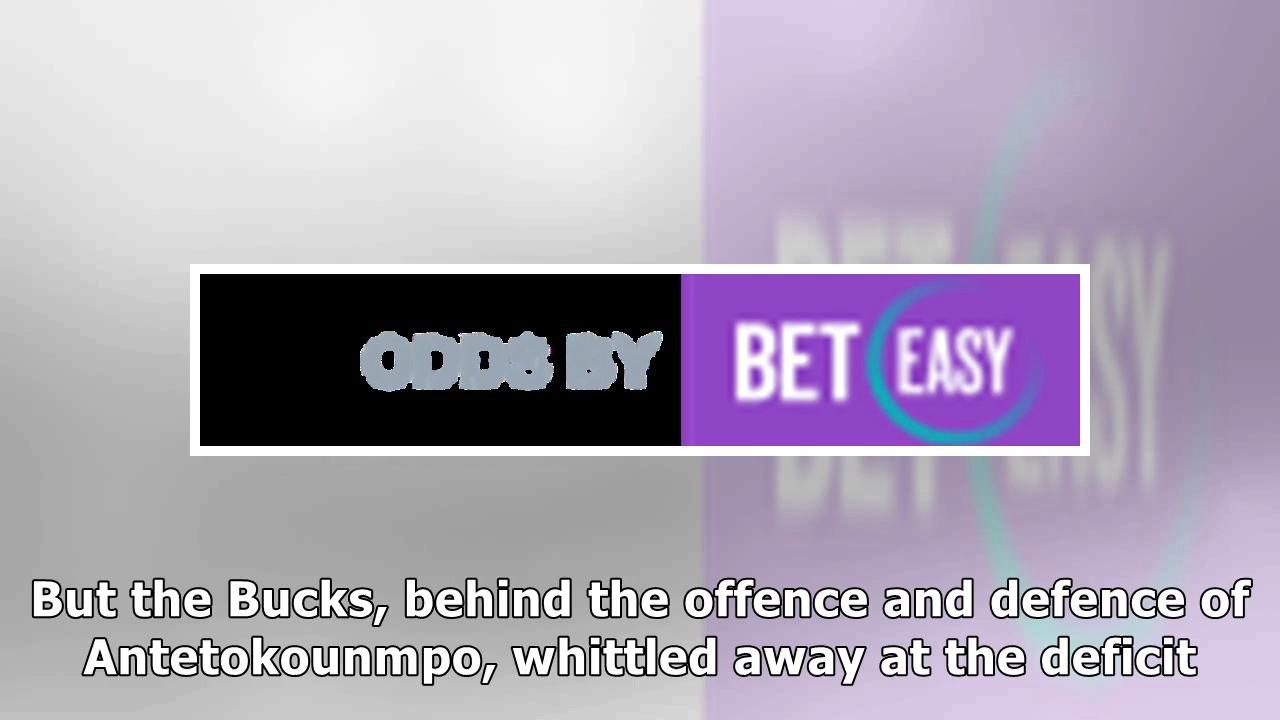 ODDS BY
BET EASY
But the Bucks, behind the offence and defence of
Antetokounmpo, whittled away at the deficit